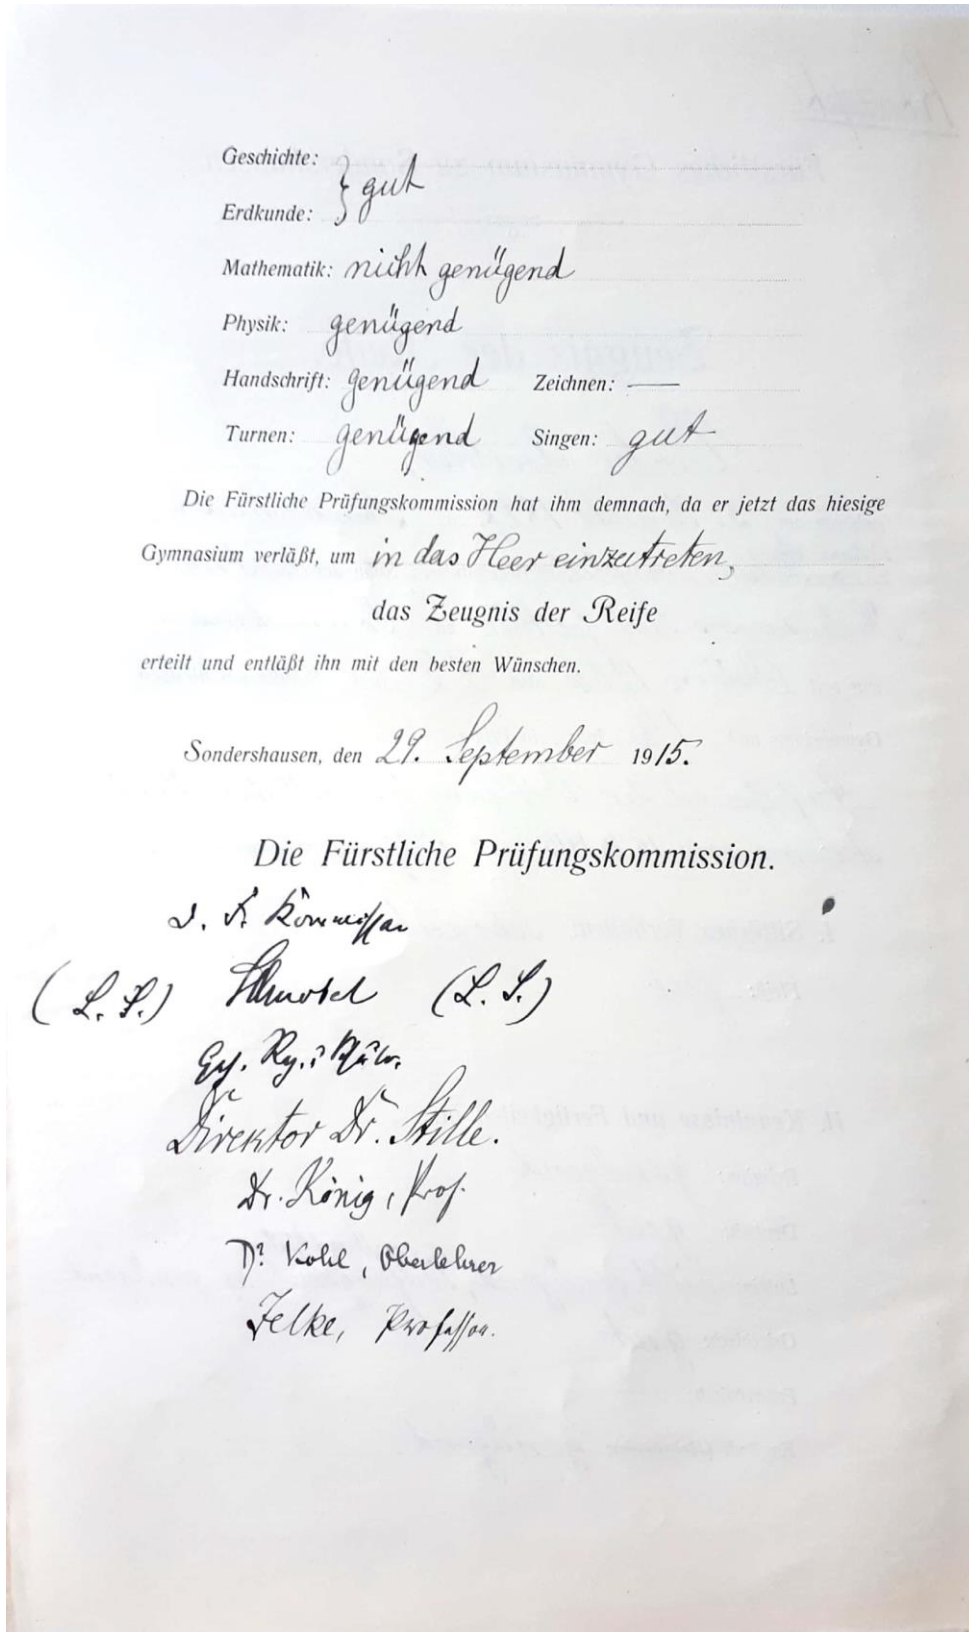 Geschichte:
} gut
Erdkunde:
Mathematik: nicht genügend
Physik: genügend
Handschrift: genügend Zeichnen: —
Turnen: genügend Singen: gut
Die Fürstliche Prüfungskommission hat ihm demnach, da er jetzt das hiesige
Gymnasium verläßt, um in das Heer einzutreten,
das Zeugnis der Reife
erteilt und entläßt ihn mit den besten Wünschen.
Sondershausen, den 29. September 1915.
Die Fürstliche Prüfungskommission.
Kommissar
(L. S.) (L. S.)
Direktor Dr. Stille.
Dr. König, Prof.
Dr. Kohl, Oberlehrer
Jelke, Professor.